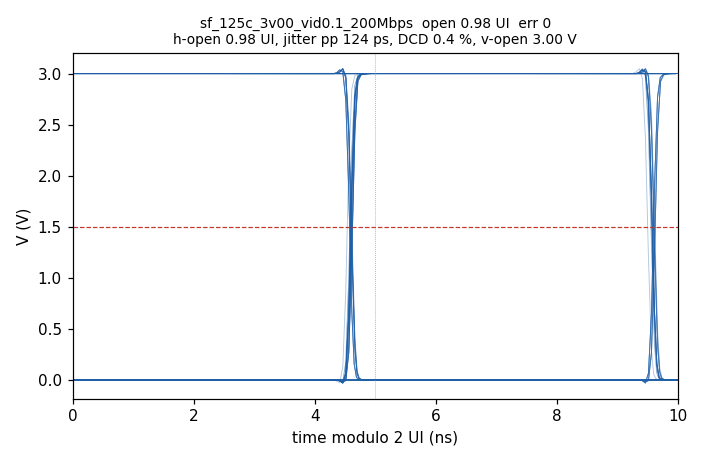 sf_125c_3v00_vid0.1_200Mbps  open 0.98 UI  err 0
h-open 0.98 UI, jitter pp 124 ps, DCD 0.4 %, v-open 3.00 V
V (V)
3.0
2.5
2.0
1.5
1.0
0.5
0.0
0 2 4 6 8 10
time modulo 2 UI (ns)